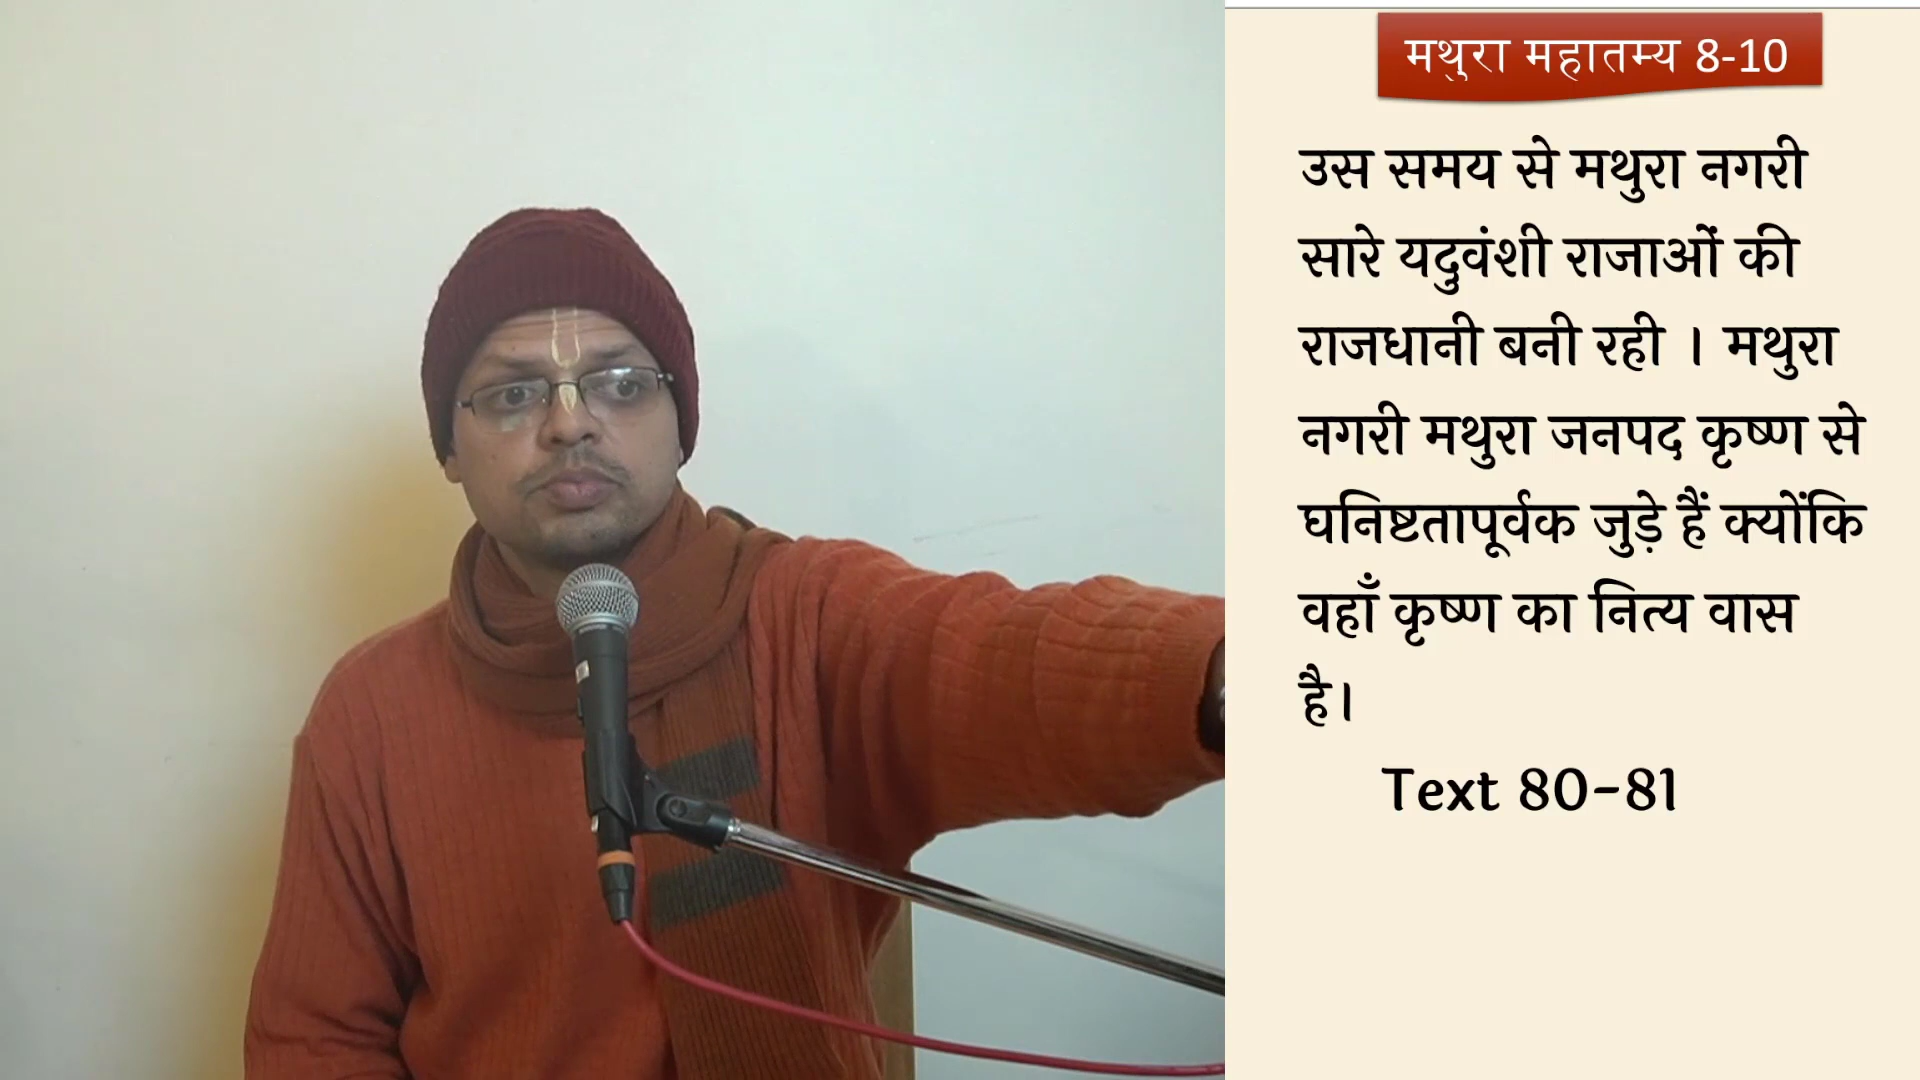 मथुरा महातम्य 8-10
उस समय से मथुरा नगरी
सारे यदुवंशी राजाओं की
राजधानी बनी रही । मथुरा
नगरी मथुरा जनपद कृष्ण से
घनिष्टतापूर्वक जुड़े हैं क्योंकि
वहाँ कृष्ण का नित्य वास
है।
Text 80-81